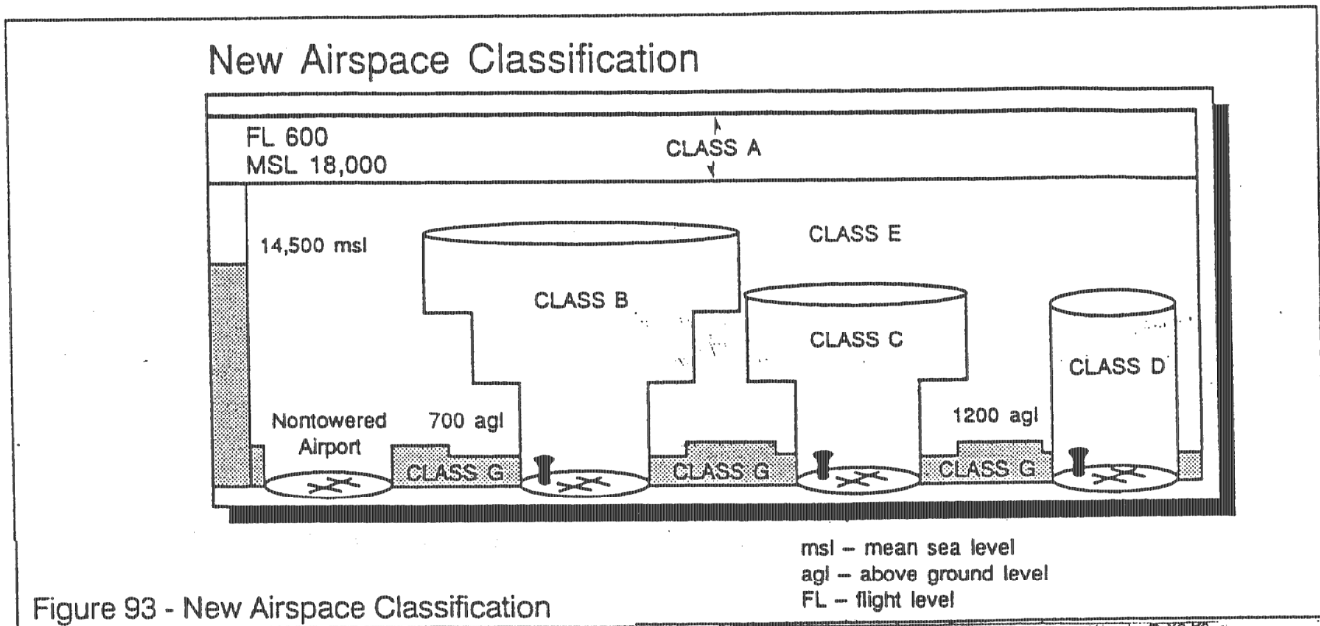 New Airspace Classification
FL 600
MSL 18,000
CLASS A
14,500 msl
CLASS E
CLASS B
CLASS C
CLASS D
Nontowered
Airport
700 agl
1200 agl
CLASS G
CLASS G
CLASS G
msl – mean sea level
agl – above ground level
FL – flight level
Figure 93 - New Airspace Classification